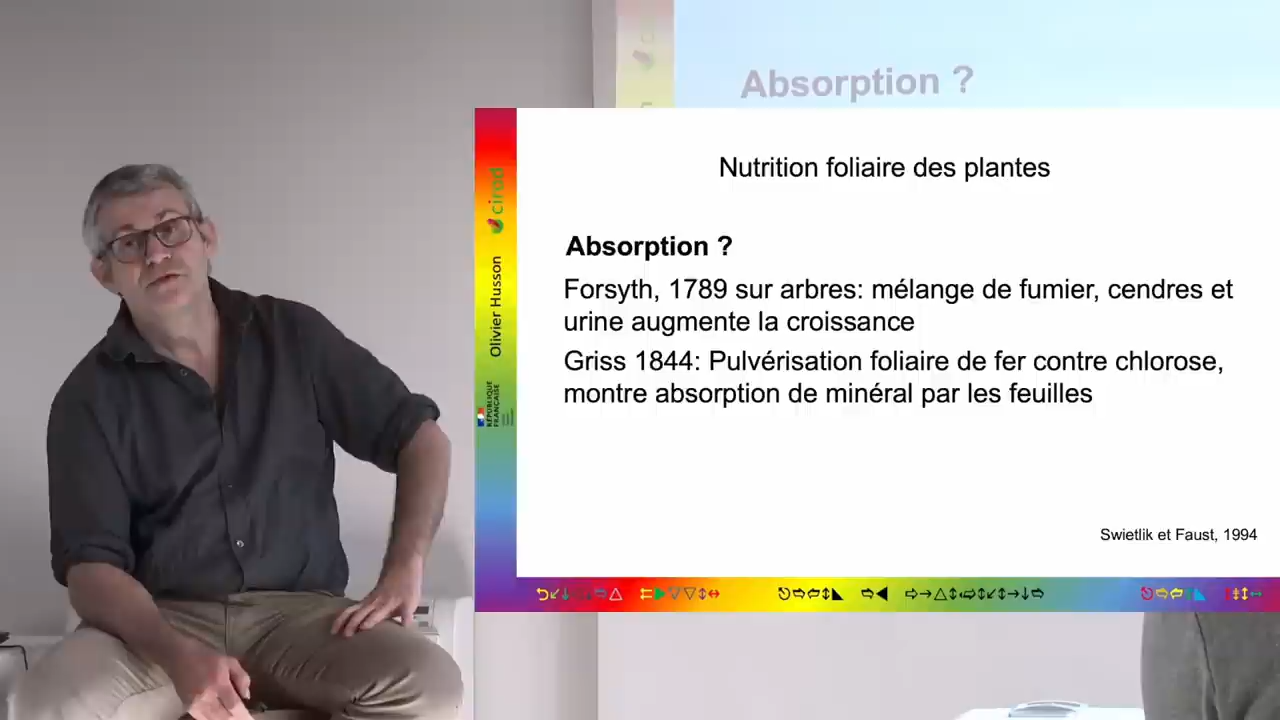 Absorption ?
Nutrition foliaire des plantes
Absorption ?
Forsyth, 1789 sur arbres: mélange de fumier, cendres et
urine augmente la croissance
Griss 1844: Pulvérisation foliaire de fer contre chlorose,
montre absorption de minéral par les feuilles
Swietlik et Faust, 1994
cirad
Olivier Husson
RÉPUBLIQUE
FRANÇAISE